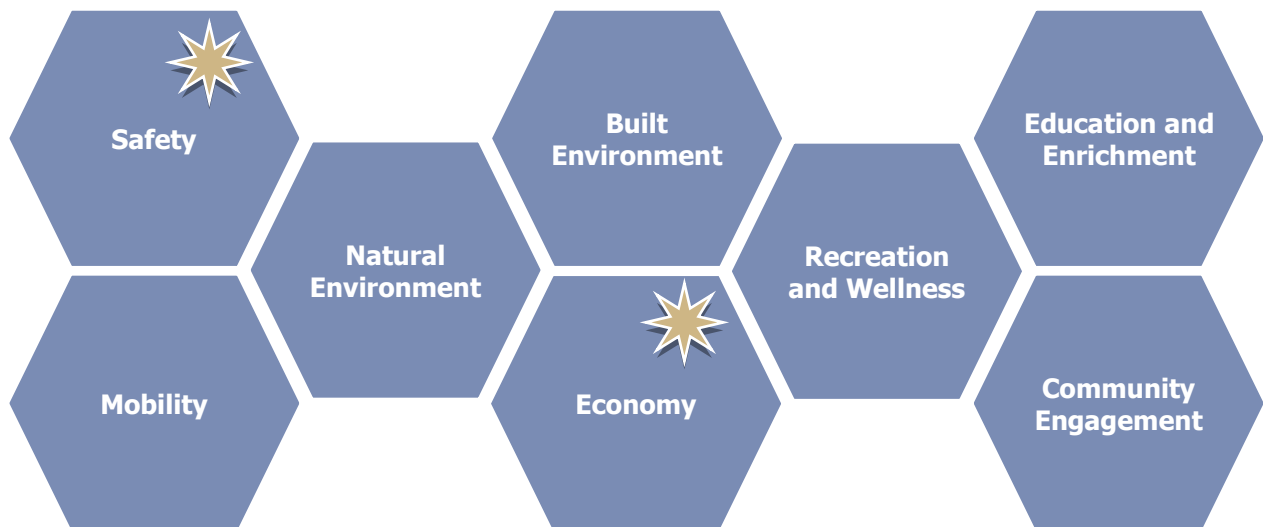 Safety
Built
Environment
Education and
Enrichment
Natural
Environment
Recreation
and Wellness
Mobility
Economy
Community
Engagement